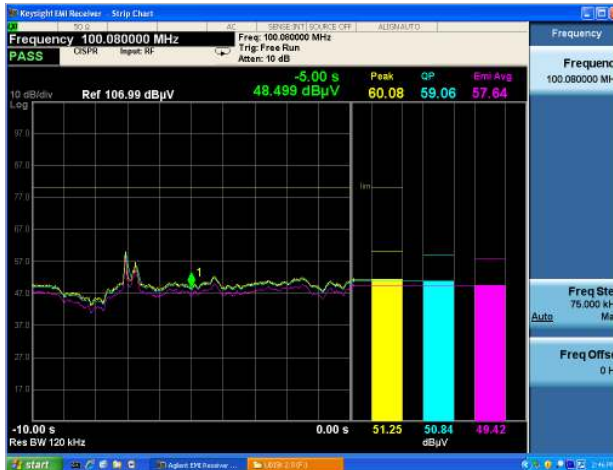 Keysight EMI Receiver - Strip Chart
50 Ω AC SENSE:INT SOURCE OFF ALIGN AUTO
Frequency 100.080000 MHz
Freq: 100.080000 MHz
Trig: Free Run
Atten: 10 dB
PASS
CISPR
Input: RF
-5.00 s
48.499 dBµV
10 dB/div
Ref 106.99 dBµV
Log
Peak QP Emi Avg
60.08 59.06 57.64
97.0
87.0
77.0
67.0
57.0
47.0
37.0
27.0
17.0
1
lim
-10.00 s
0.00 s
51.25 50.84 49.42
dBµV
Res BW 120 kHz
Frequency
Frequenc
100.080000 MH
Freq Ste
75.000 kH
Auto Ma
Freq Offse
0 H
start
Agilent EMI Receiver ...